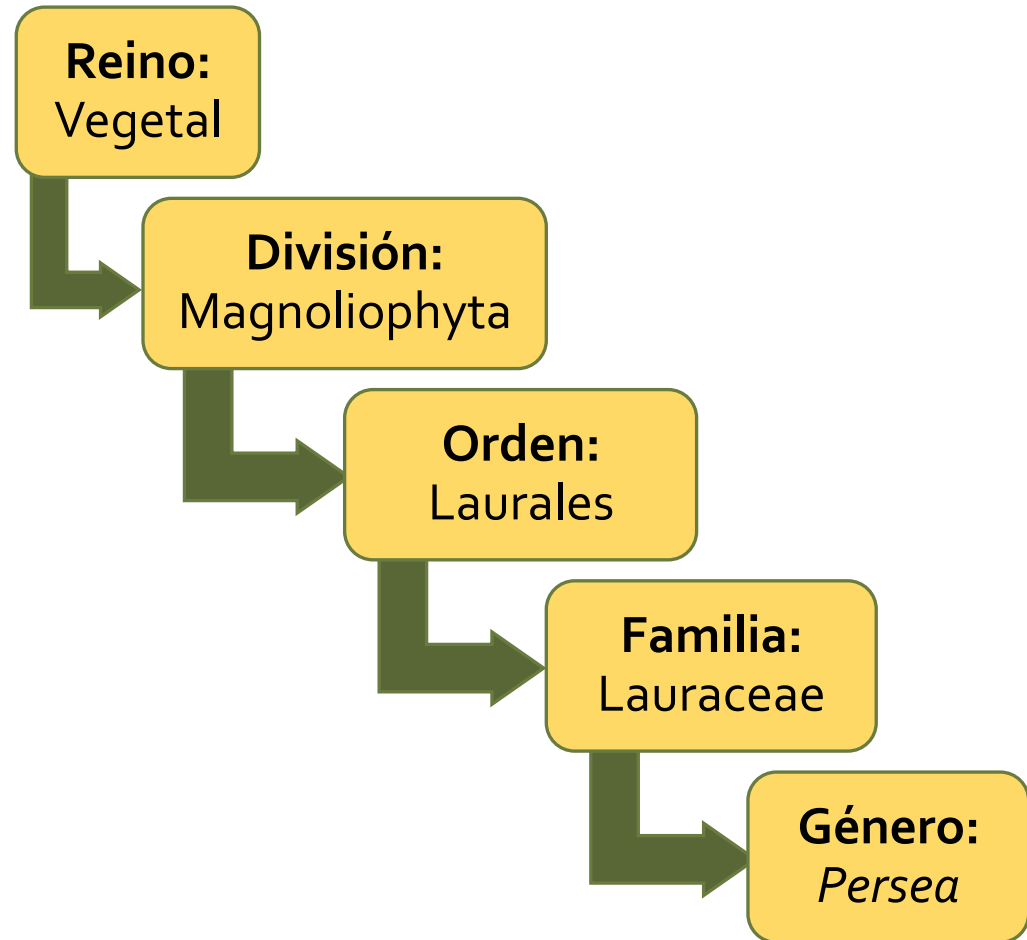 Reino:
Vegetal
División:
Magnoliophyta
Orden:
Laurales
Familia:
Lauraceae
Género:
Persea